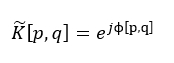 K̃[p, q] = e^{jϕ[p,q]}